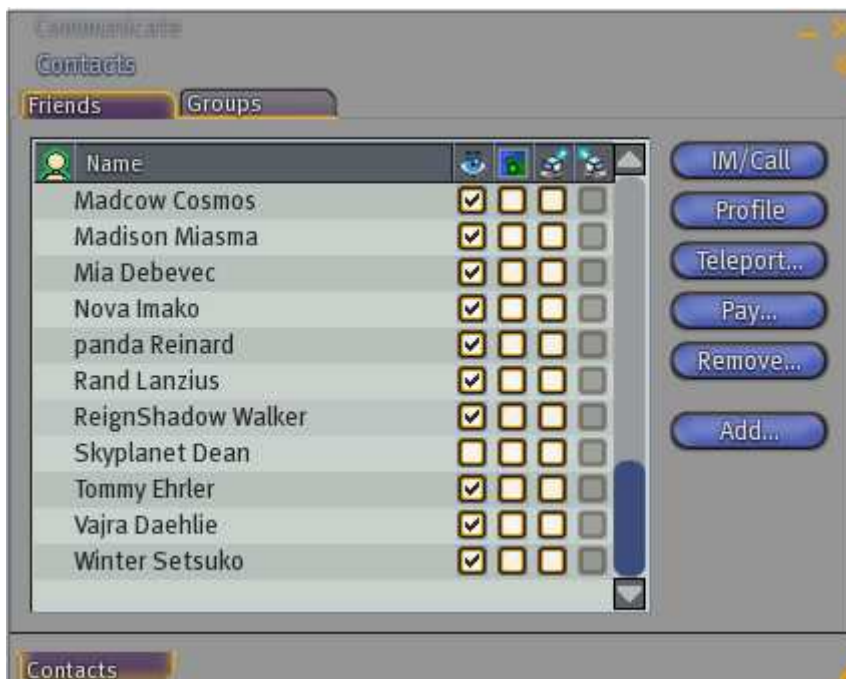 Communicate
Contacts
Friends Groups
Name
IM/Call
Madcow Cosmos
Profile
Madison Miasma
Teleport...
Mia Debevec
Nova Imako
Pay...
panda Reinard
Remove...
Rand Lanzius
ReignShadow Walker
Add...
Skyplanet Dean
Tommy Ehrler
Vajra Daehlie
Winter Setsuko
Contacts